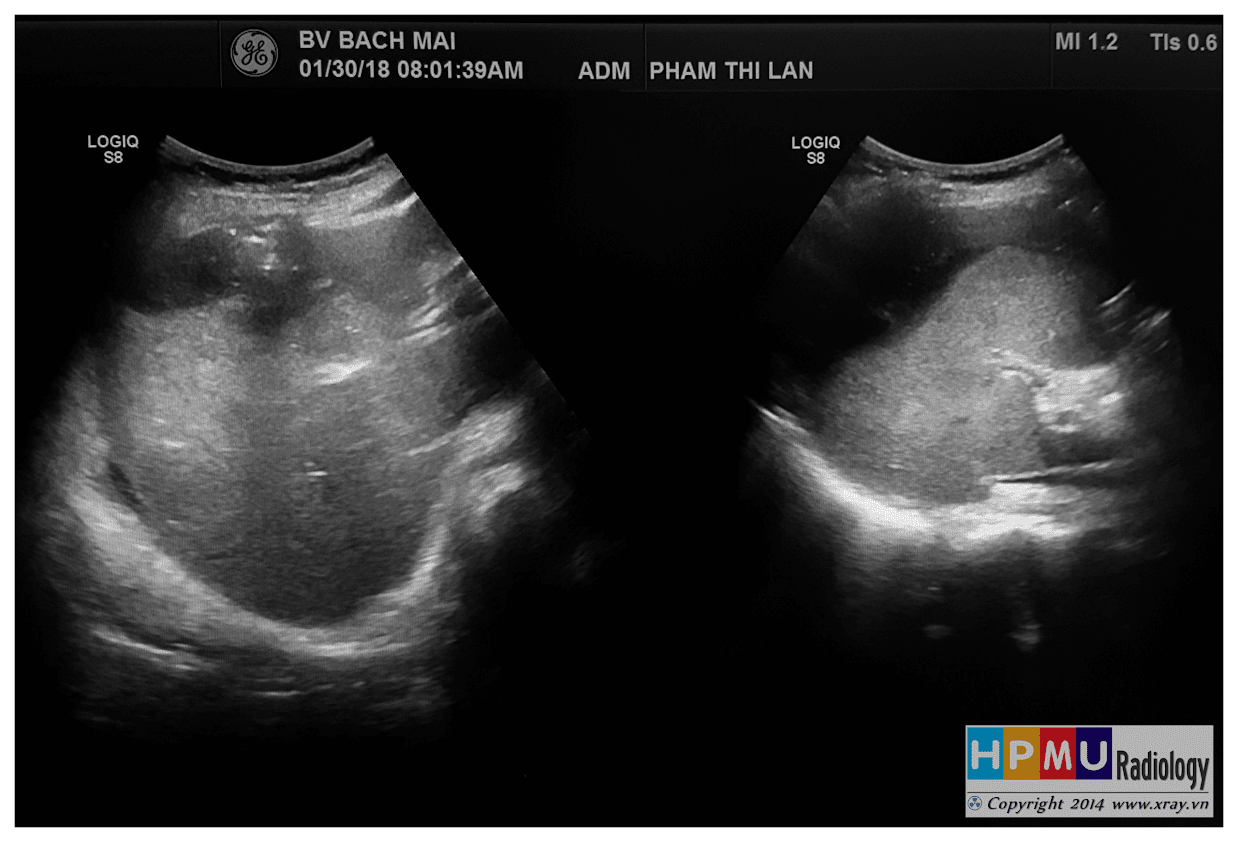 GE
BV BACH MAI
01/30/18 08:01:39AM ADM PHAM THI LAN
MI 1.2 TIs 0.6
LOGIQ
S8
LOGIQ
S8
HPMU Radiology
Copyright 2014 www.xray.vn